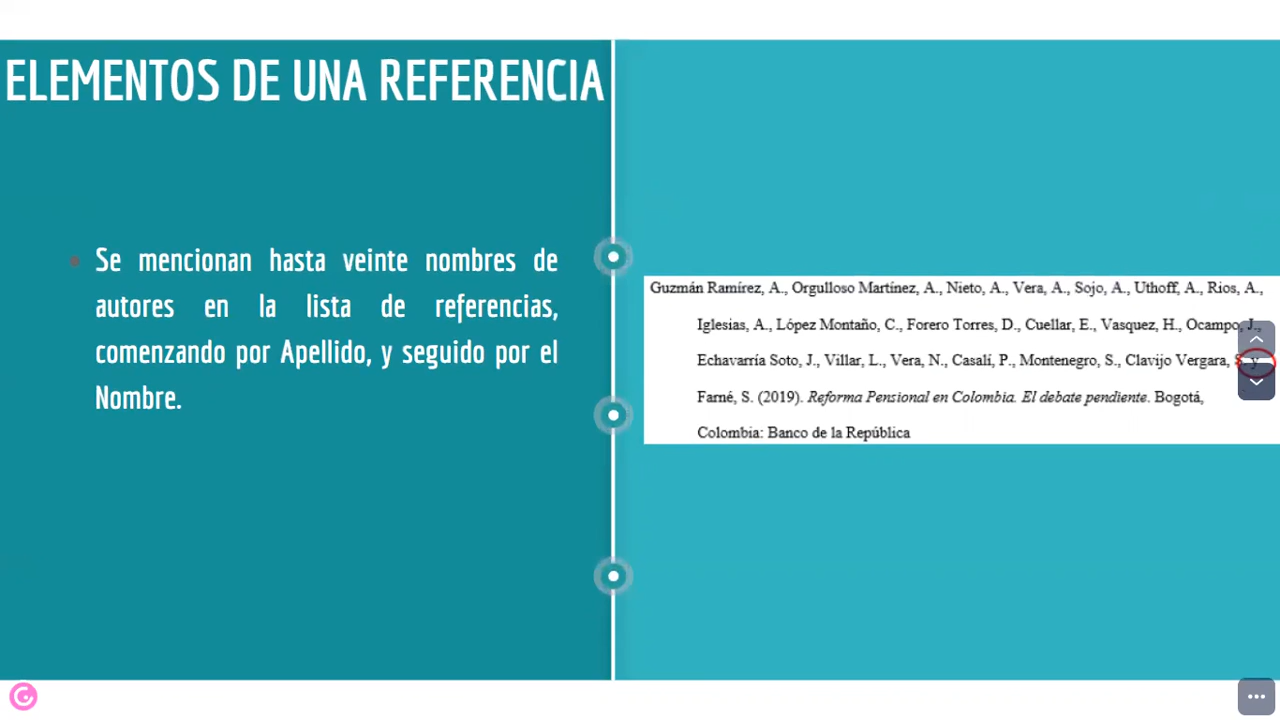 ELEMENTOS DE UNA REFERENCIA
Se mencionan hasta veinte nombres de
autores en la lista de referencias,
comenzando por Apellido, y seguido por el
Nombre.
Guzmán Ramírez, A., Orgulloso Martínez, A., Nieto, A., Vera, A., Sojo, A., Uthoff, A., Rios, A.,
Iglesias, A., López Montaño, C., Forero Torres, D., Cuellar, E., Vasquez, H., Ocampo, J.,
Echavarría Soto, J., Villar, L., Vera, N., Casalí, P., Montenegro, S., Clavijo Vergara, S. y
Farné, S. (2019). Reforma Pensional en Colombia. El debate pendiente. Bogotá,
Colombia: Banco de la República